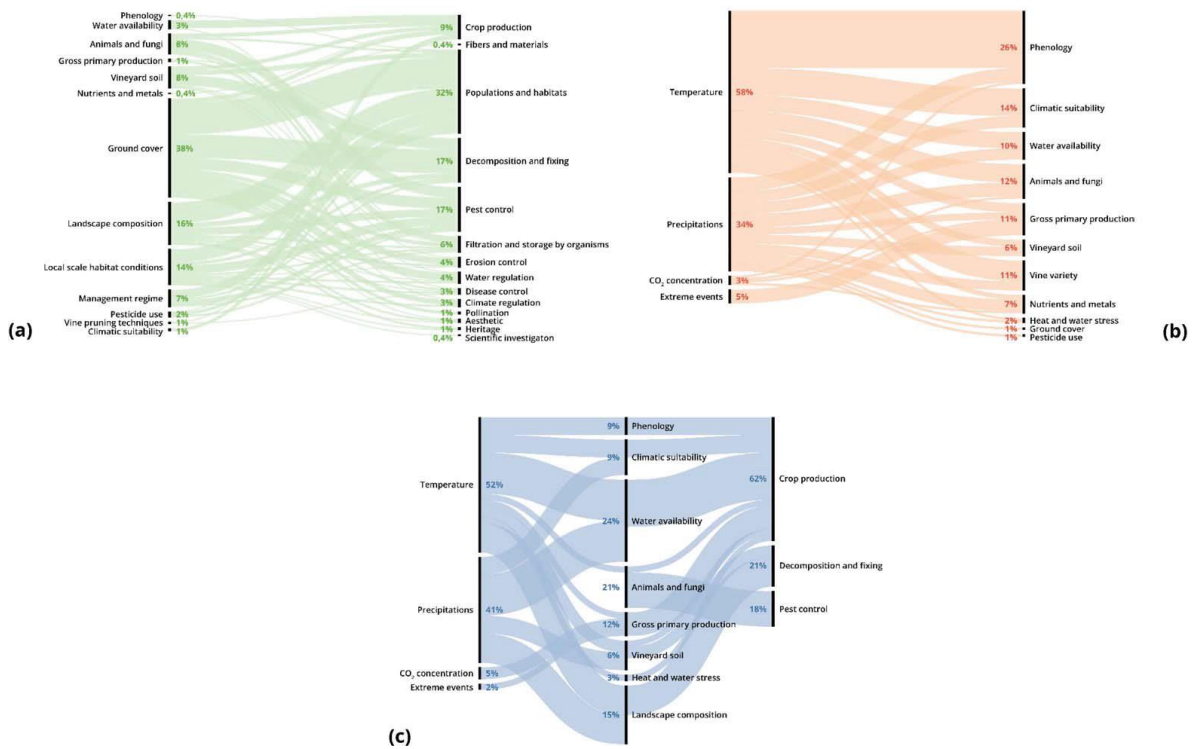 Phenology 0,4%
Water availability 3%
Animals and fungi 8%
Gross primary production 1%
Vineyard soil 8%
Nutrients and metals 0,4%
Ground cover 38%
Landscape composition 16%
Local scale habitat conditions 14%
Management regime 7%
Pesticide use 2%
Vine pruning techniques 1%
Climatic suitability 1%
9% Crop production
0,4% Fibers and materials
32% Populations and habitats
17% Decomposition and fixing
17% Pest control
6% Filtration and storage by organisms
4% Erosion control
4% Water regulation
3% Disease control
3% Climate regulation
1% Pollination
1% Aesthetic
1% Heritage
0,4% Scientific investigaton
(a)
Temperature 58%
Precipitations 34%
CO₂ concentration 3%
Extreme events 5%
26% Phenology
14% Climatic suitability
10% Water availability
12% Animals and fungi
11% Gross primary production
6% Vineyard soil
11% Vine variety
7% Nutrients and metals
2% Heat and water stress
1% Ground cover
1% Pesticide use
(b)
Temperature 52%
Precipitations 41%
CO₂ concentration 5%
Extreme events 2%
9% Phenology
9% Climatic sultability
24% Water availability
21% Animals and fungi
12% Gross primary production
6% Vineyard soil
3% Heat and water stress
15% Landscape composition
62% Crop production
21% Decomposition and fixing
18% Pest control
(c)